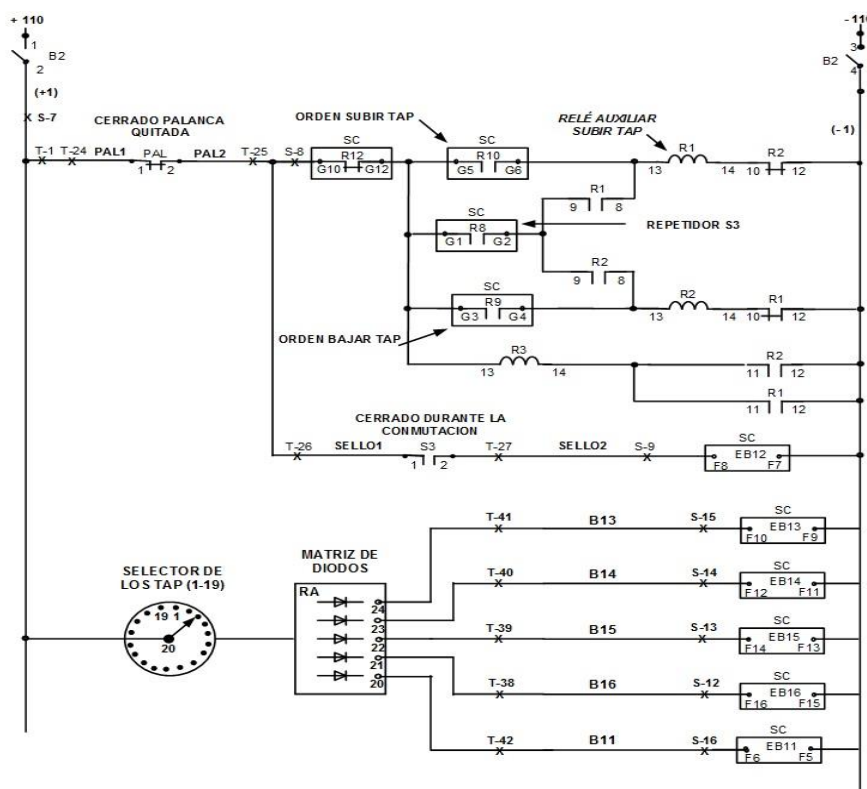 + 110
- 110
1
B2
2
3
B2
4
(+1)
(-1)
S-7
CERRADO PALANCA
QUITADA
ORDEN SUBIR TAP
RELÉ AUXILIAR
SUBIR TAP
T-1 T-24 PAL1 PAL PAL2 T-25 S-8
1 2
SC
R12
G10 G12
SC
R10
G5 G6
R1
13 14
R2
10 12
R1
9 8
SC
R8
G1 G2
REPETIDOR S3
R2
9 8
SC
R9
G3 G4
R2
13 14
R1
10 12
ORDEN BAJAR TAP
R3
13 14
R2
11 12
R1
11 12
CERRADO DURANTE LA
CONMUTACION
T-26 SELLO1 S3 T-27 SELLO2 S-9
1 2
SC
EB12
F8 F7
SELECTOR DE
LOS TAP (1-19)
19 1
20
MATRIZ DE
DIODOS
RA
24
23
22
21
20
T-41 B13 S-15
SC
EB13
F10 F9
T-40 B14 S-14
SC
EB14
F12 F11
T-39 B15 S-13
SC
EB15
F14 F13
T-38 B16 S-12
SC
EB16
F16 F15
T-42 B11 S-16
SC
EB11
F6 F5